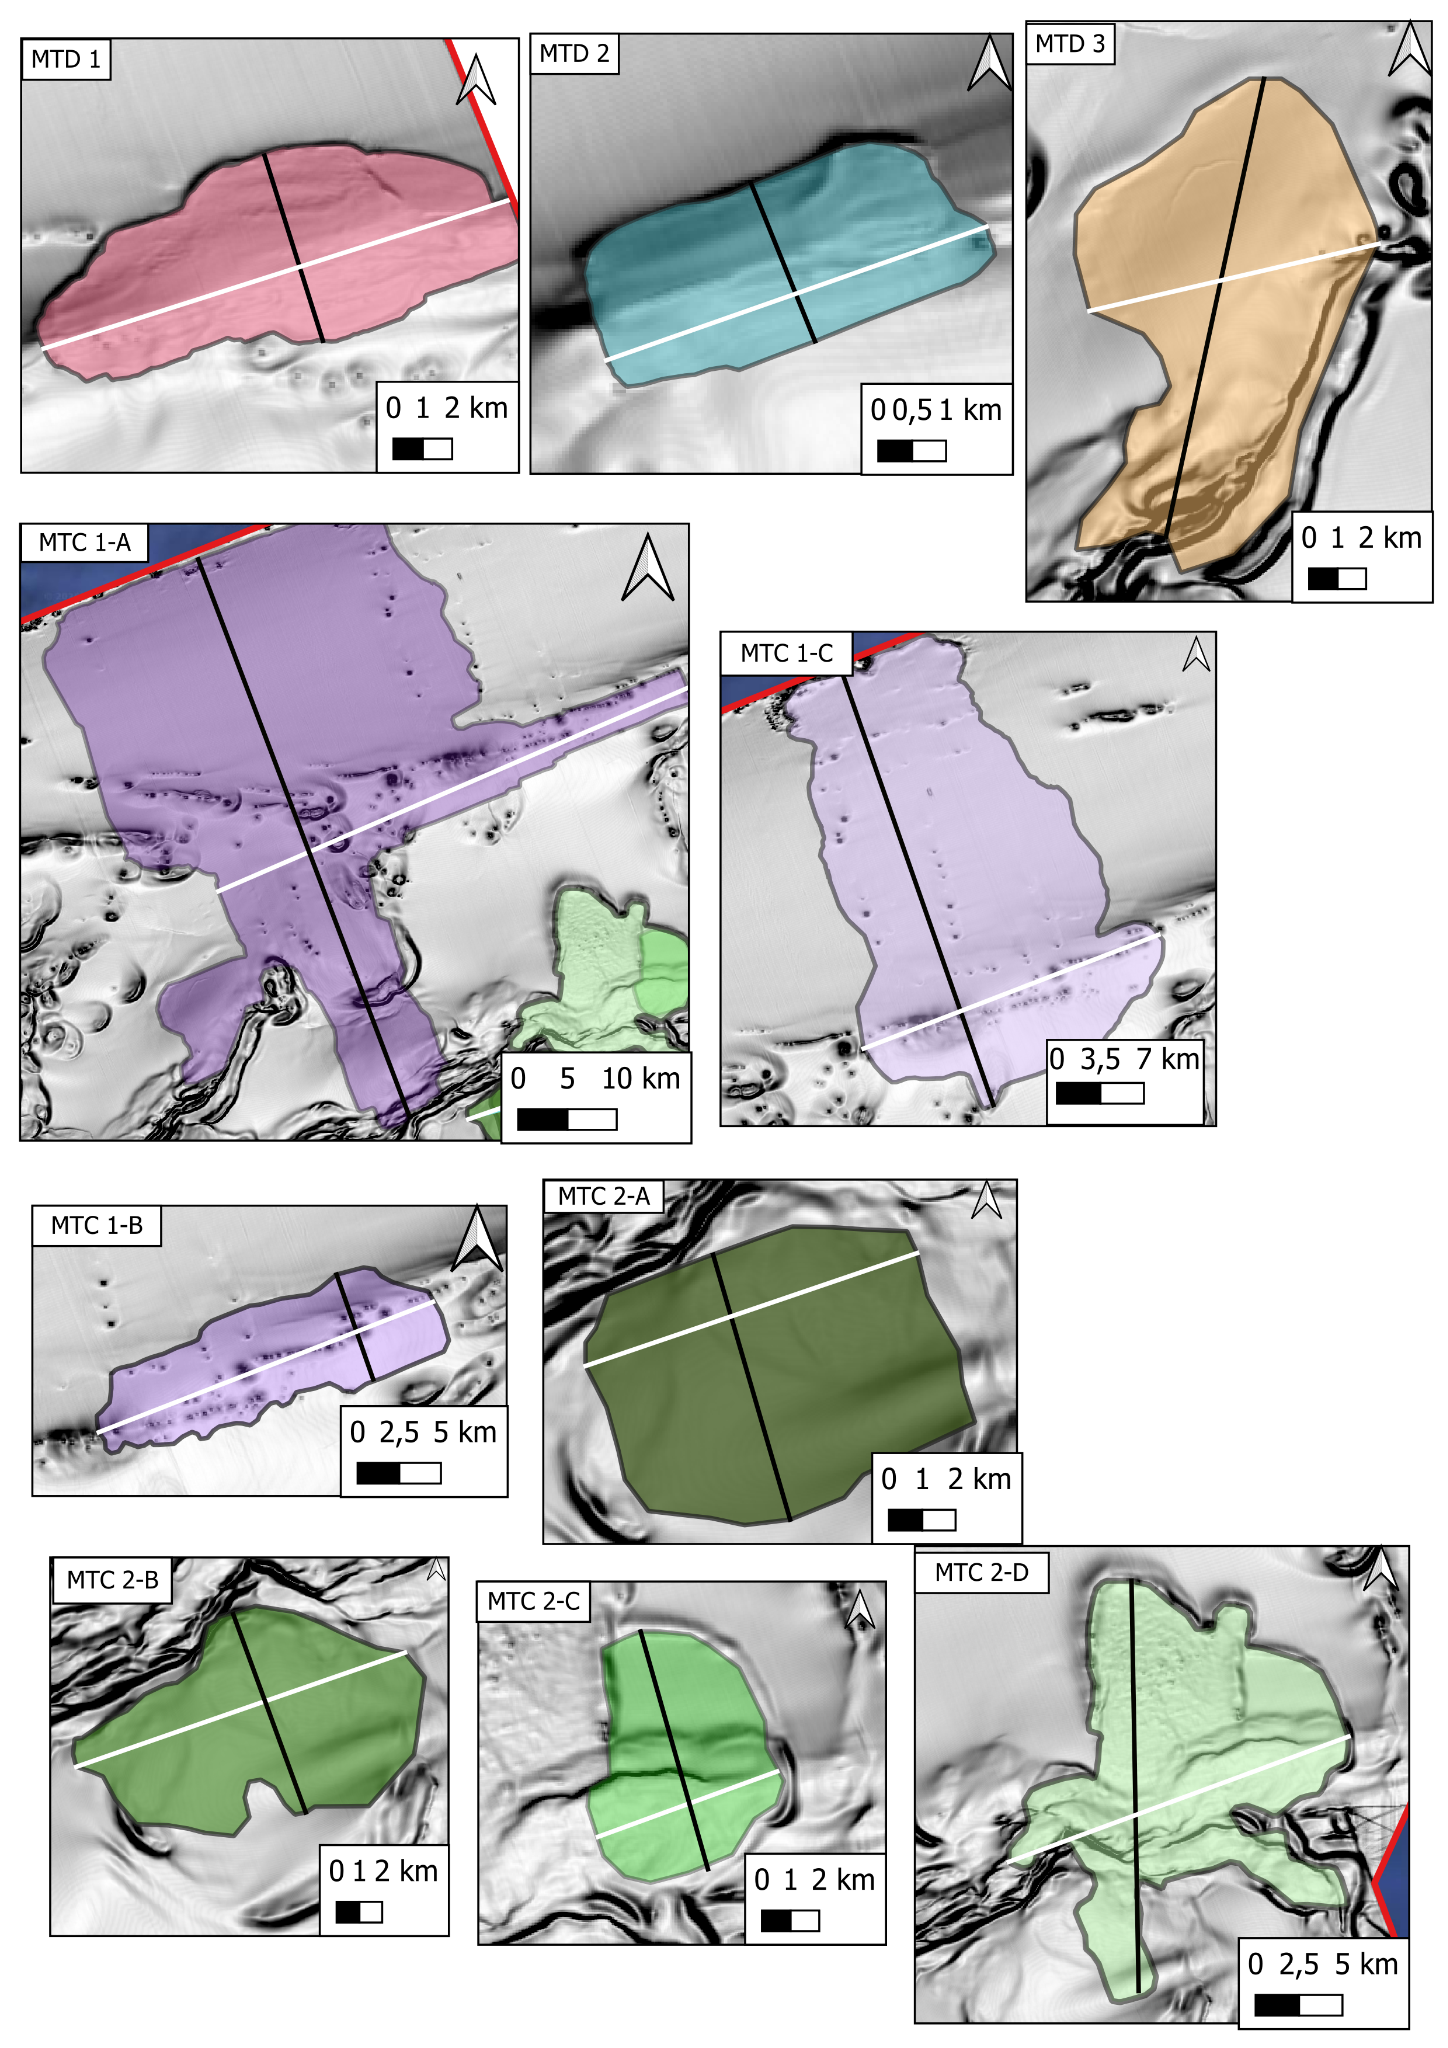 MTD 1
MTD 2
MTD 3
0 1 2 km
0 0,5 1 km
0 1 2 km
MTC 1-A
MTC 1-C
0 5 10 km
0 3,5 7 km
MTC 1-B
MTC 2-A
0 2,5 5 km
0 1 2 km
MTC 2-B
MTC 2-C
MTC 2-D
0 1 2 km
0 1 2 km
0 2,5 5 km